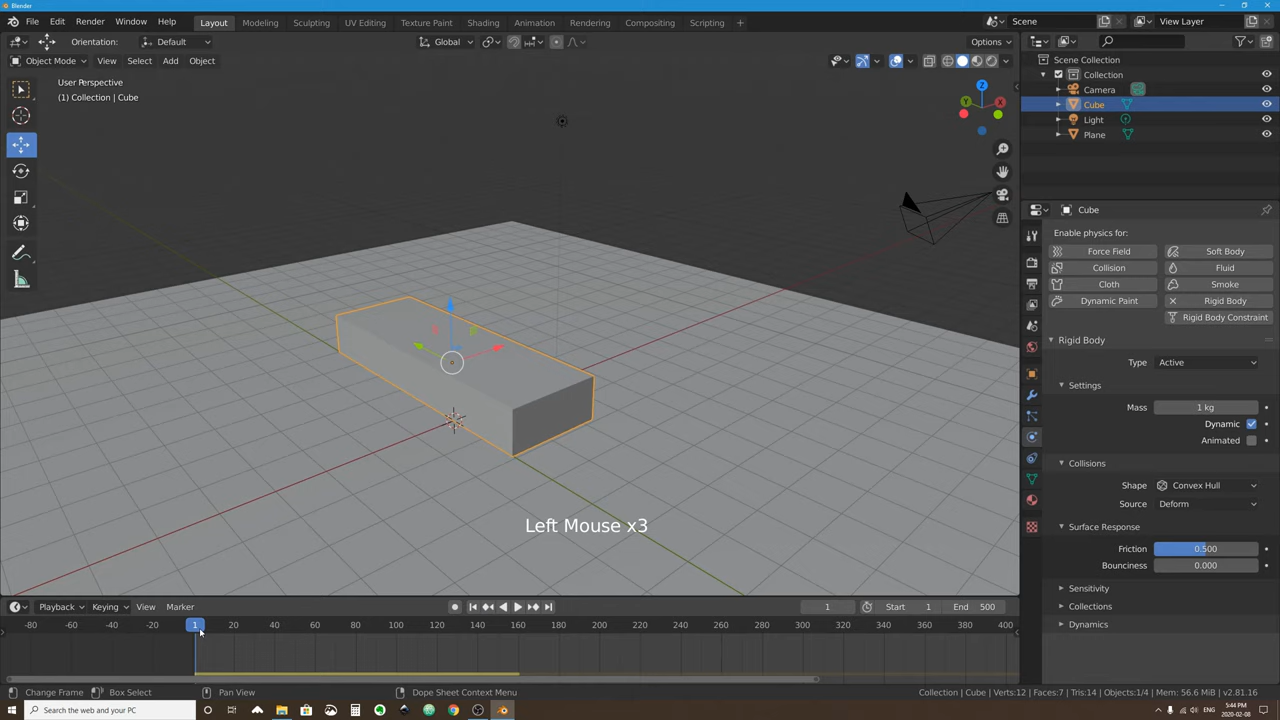 Blender
File
Edit
Render
Window
Help
Layout
Modeling
Sculpting
UV Editing
Texture Paint
Shading
Animation
Rendering
Compositing
Scripting
+
Scene
View Layer
Orientation:
Default
Global
Options
Object Mode
View
Select
Add
Object
User Perspective
(1) Collection | Cube
Z
Y
X
Left Mouse x3
Scene Collection
Collection
Camera
Cube
Light
Plane
Cube
Enable physics for:
Force Field
Soft Body
Collision
Fluid
Cloth
Smoke
Dynamic Paint
Rigid Body
Rigid Body Constraint
Rigid Body
Type
Active
Settings
Mass
1 kg
Dynamic
Animated
Collisions
Shape
Convex Hull
Source
Deform
Surface Response
Friction
0.500
Bounciness
0.000
Sensitivity
Collections
Dynamics
Playback
Keying
View
Marker
1
Start 1
End 500
-80 -60 -40 -20 1 20 40 60 80 100 120 140 160 180 200 220 240 260 280 300 320 340 360 380 400
Change Frame
Box Select
Pan View
Dope Sheet Context Menu
Collection | Cube | Verts:12 | Faces:7 | Tris:14 | Objects:1/4 | Mem: 56.6 MiB | v2.81.16
Search the web and your PC
ENG
5:44 PM
2020-02-08